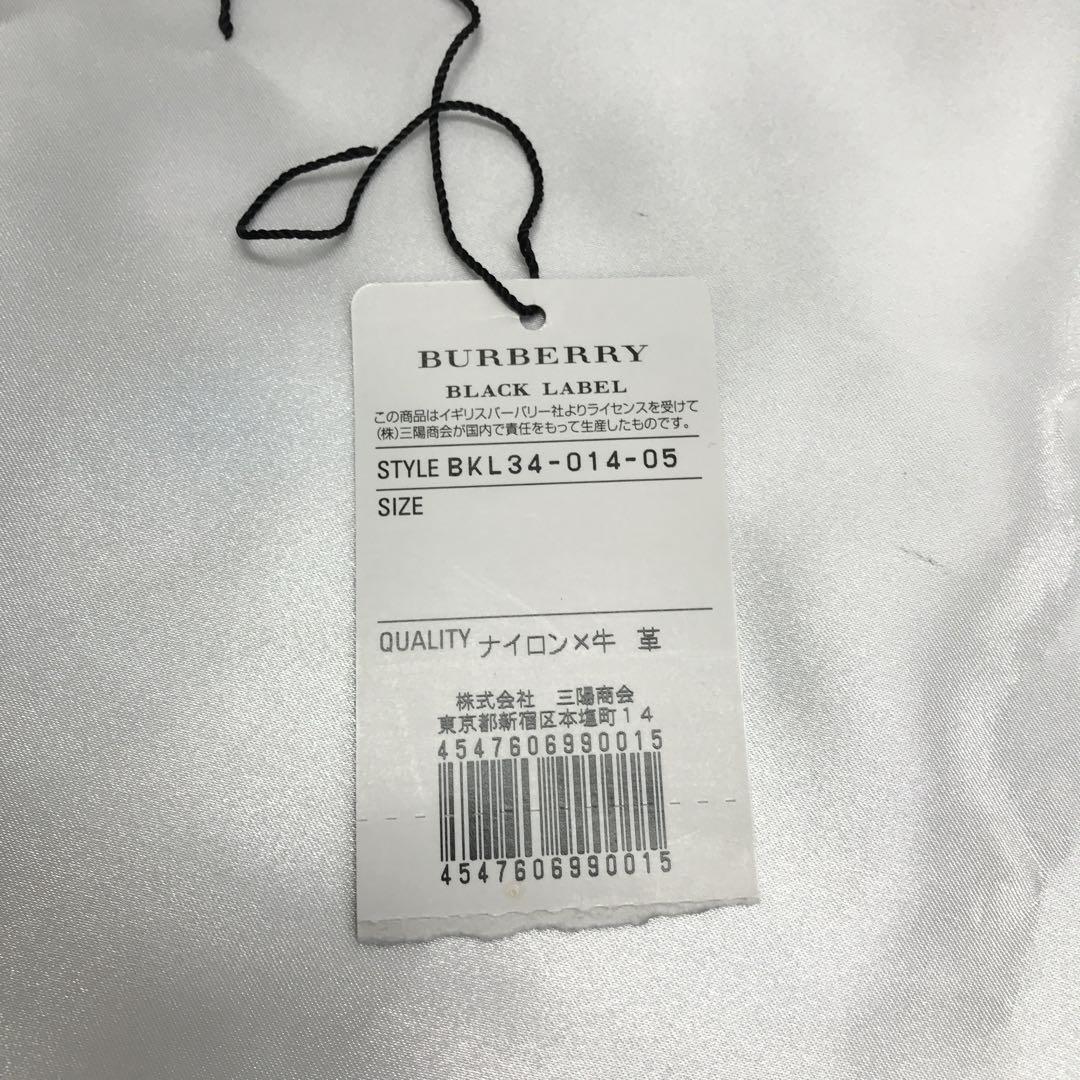 BURBERRY
BLACK LABEL
この商品はイギリスバーバリー社よりライセンスを受けて
(株)三陽商会が国内で責任をもって生産したものです。
STYLE BKL34-014-05
SIZE
QUALITY ナイロン×牛 革
株式会社 三陽商会
東京都新宿区本塩町14
4547606990015
4547606990015